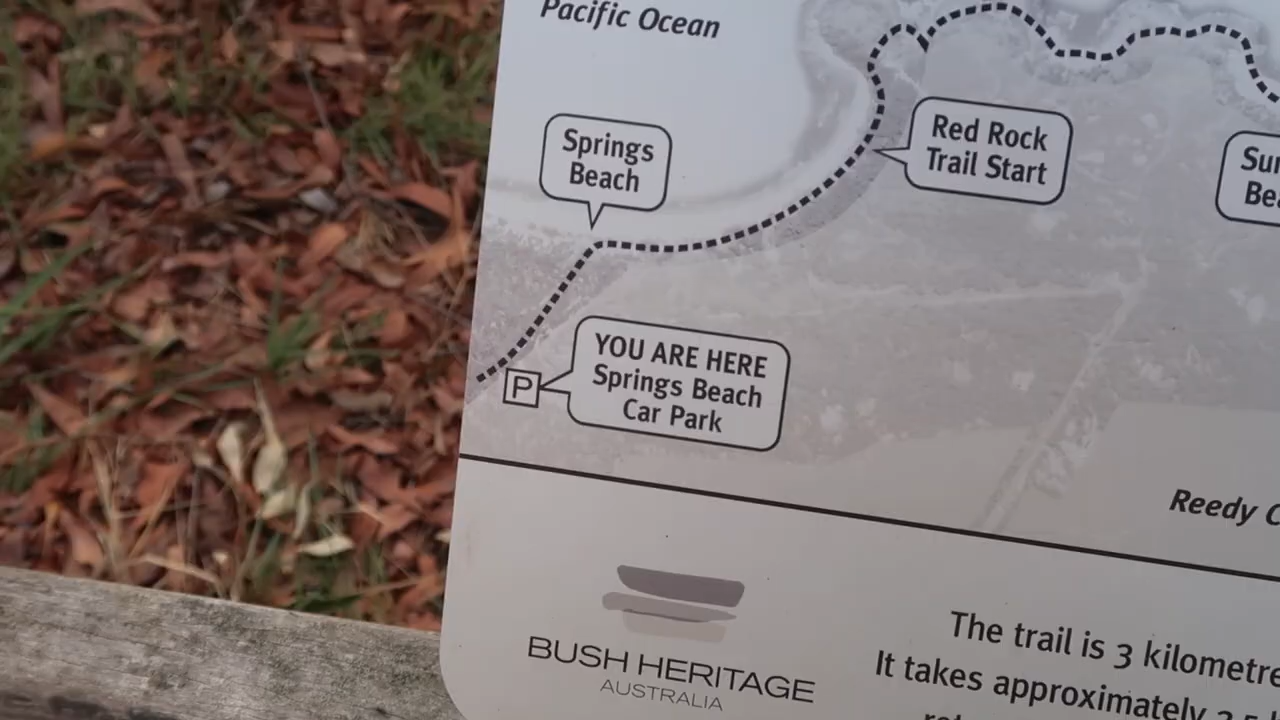 Pacific Ocean
Springs
Beach
Red Rock
Trail Start
YOU ARE HERE
Springs Beach
Car Park
P
Reedy
BUSH HERITAGE
AUSTRALIA
The trail is 3
It takes approximately